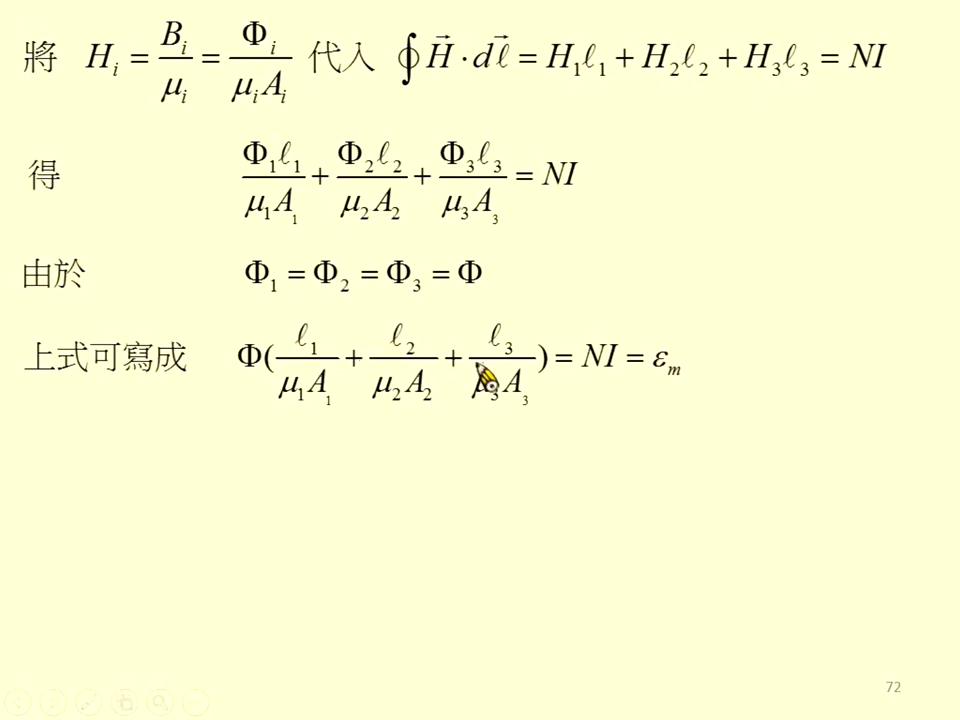 將 $H_i = \frac{B_i}{\mu_i} = \frac{\Phi_i}{\mu_i A_i}$ 代入 $\oint \vec{H} \cdot d\vec{\ell} = H_1\ell_1 + H_2\ell_2 + H_3\ell_3 = NI$
得 $\frac{\Phi_1\ell_1}{\mu_1 A_1} + \frac{\Phi_2\ell_2}{\mu_2 A_2} + \frac{\Phi_3\ell_3}{\mu_3 A_3} = NI$
由於 $\Phi_1 = \Phi_2 = \Phi_3 = \Phi$
上式可寫成 $\Phi(\frac{\ell_1}{\mu_1 A_1} + \frac{\ell_2}{\mu_2 A_2} + \frac{\ell_3}{\mu_3 A_3}) = NI = \varepsilon_m$
72